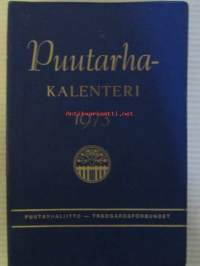 Puutarha-
KALENTERI
1973
PUUTARHALIITTO — TRÄDGÅRDSFÖRBUNDET